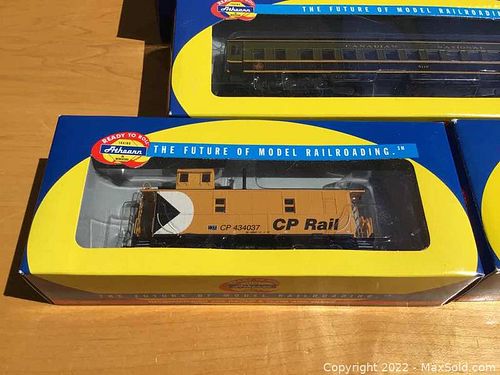 THE FUTURE OF MODEL RAILROADING
Athearn
CANADIAN NATIONAL
READY TO ROLL
Athearn
THE FUTURE OF MODEL RAILROADING. SM
CP 434037 CP Rail
THE FUTURE OF MODEL RAILROADING
Copyright 2022 - MaxSold.com